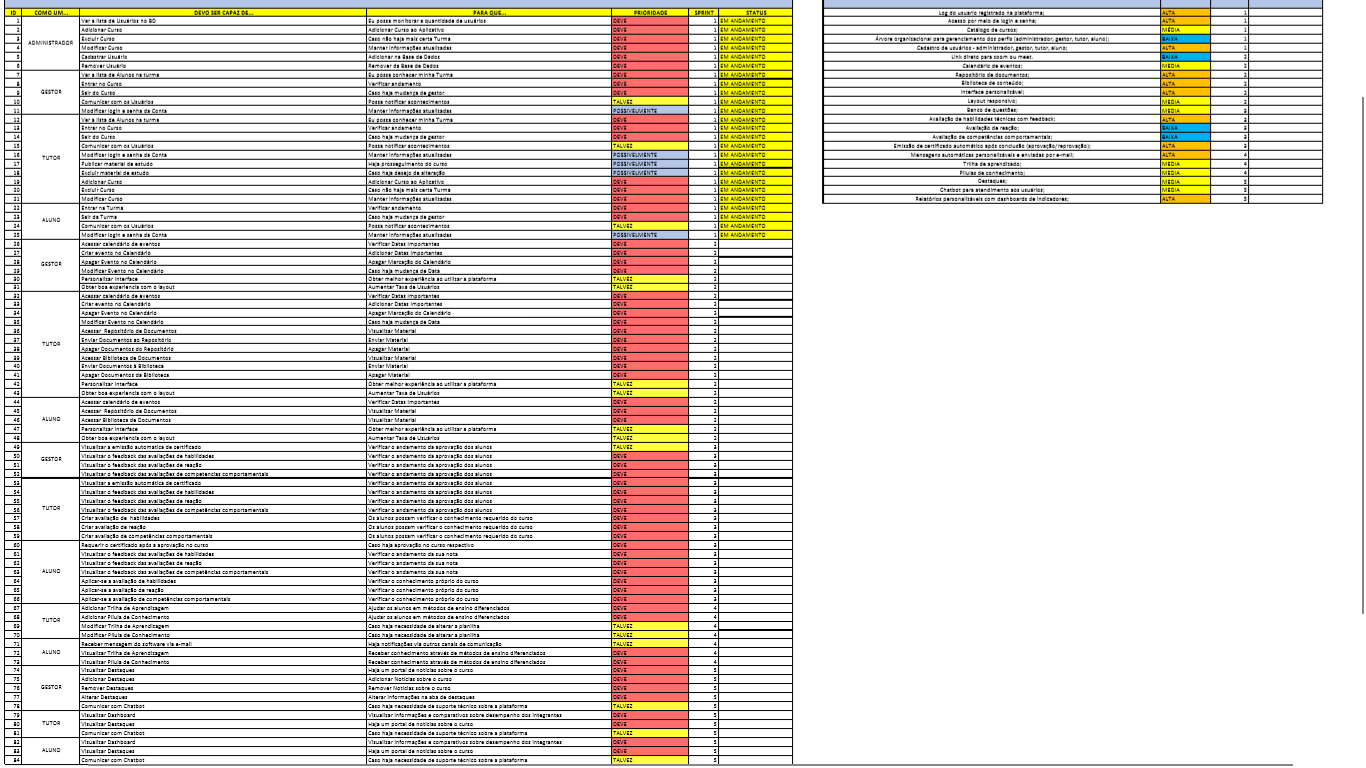 ID COMO UM... DEVO SER CAPAZ DE... PARA QUE... PRIORIDADE SPRINT STATUS
1 Ver a lista de Usuários no BD Eu possa monitorar a quantidade de usuários DEVE 1 EM ANDAMENTO
2 Adicionar Curso Adicionar Curso ao Aplicativo DEVE 1 EM ANDAMENTO
3 Excluir Curso Caso não haja mais certa Turma DEVE 1 EM ANDAMENTO
ADMINISTRADOR
4 Modificar Curso Manter informações atualizadas DEVE 1 EM ANDAMENTO
5 Cadastrar Usuário Adicionar na Base de Dados DEVE 1 EM ANDAMENTO
6 Remover Usuário Remover da Base de Dados DEVE 1 EM ANDAMENTO
7 Ver a lista de Alunos na turma Eu possa conhecer minha Turma DEVE 1 EM ANDAMENTO
8 Entrar no Curso Verificar andamento DEVE 1 EM ANDAMENTO
9 GESTOR Sair do Curso Caso haja mudança de gestor DEVE 1 EM ANDAMENTO
10 Comunicar com os Usuários Possa notificar acontecimentos TALVEZ 1 EM ANDAMENTO
11 Modificar login e senha da Conta Manter informações atualizadas POSSIVELMENTE 1 EM ANDAMENTO
12 Ver a lista de Alunos na turma Eu possa conhecer minha Turma DEVE 1 EM ANDAMENTO
13 Entrar no Curso Verificar andamento DEVE 1 EM ANDAMENTO
14 Sair do Curso Caso haja mudança de gestor DEVE 1 EM ANDAMENTO
15 Comunicar com os Usuários Possa notificar acontecimentos TALVEZ 1 EM ANDAMENTO
TUTOR
16 Modificar login e senha da Conta Manter informações atualizadas POSSIVELMENTE 1 EM ANDAMENTO
17 Publicar material de estudo Haja prosseguimento do curso POSSIVELMENTE 1 EM ANDAMENTO
18 Excluir material de estudo Caso haja desejo de alteração POSSIVELMENTE 1 EM ANDAMENTO
19 Adicionar Curso Adicionar Curso ao Aplicativo DEVE 1 EM ANDAMENTO
20 Excluir Curso Caso não haja mais certa Turma DEVE 1 EM ANDAMENTO
21 Modificar Curso Manter informações atualizadas DEVE 1 EM ANDAMENTO
22 Entrar na Turma Verificar andamento DEVE 1 EM ANDAMENTO
23 ALUNO Sair da Turma Caso haja mudança de gestor DEVE 1 EM ANDAMENTO
24 Comunicar com os Usuários Possa notificar acontecimentos TALVEZ 1 EM ANDAMENTO
25 Modificar login e senha da Conta Manter informações atualizadas POSSIVELMENTE 1 EM ANDAMENTO
26 Acessar calendário de eventos Verificar Datas Importantes DEVE 2
27 Criar evento no Calendário Adicionar Datas Importantes DEVE 2
28 Apagar Evento no Calendário Apagar Marcação do Calendário DEVE 2
GESTOR
29 Modificar Evento no Calendário Caso haja mudança de Data DEVE 2
30 Personalizar Interface Obter melhor experiência ao utilizar a plataforma TALVEZ 2
31 Obter boa experiencia com o layout Aumentar Taxa de Usuários TALVEZ 2
32 Acessar calendário de eventos Verificar Datas Importantes DEVE 2
33 Criar evento no Calendário Adicionar Datas Importantes DEVE 2
34 Apagar Evento no Calendário Apagar Marcação do Calendário DEVE 2
35 Modificar Evento no Calendário Caso haja mudança de Data DEVE 2
36 Acessar Repositório de Documentos Visualizar Material DEVE 2
37 Enviar Documentos ao Repositório Enviar Material DEVE 2
TUTOR
38 Apagar Documentos do Repositório Apagar Material DEVE 2
39 Acessar Biblioteca de Documentos Visualizar Material DEVE 2
40 Enviar Documentos à Biblioteca Enviar Material DEVE 2
41 Apagar Documentos da Biblioteca Apagar Material DEVE 2
42 Personalizar Interface Obter melhor experiência ao utilizar a plataforma TALVEZ 2
43 Obter boa experiencia com o layout Aumentar Taxa de Usuários TALVEZ 2
44 Acessar calendário de eventos Verificar Datas Importantes DEVE 2
45 Acessar Repositório de Documentos Visualizar Material DEVE 2
46 ALUNO Acessar Biblioteca de Documentos Visualizar Material DEVE 2
47 Personalizar Interface Obter melhor experiência ao utilizar a plataforma TALVEZ 2
48 Obter boa experiencia com o layout Aumentar Taxa de Usuários TALVEZ 2
49 Visualizar a emissão automatica de certificado Verificar o andamento da aprovação dos alunos TALVEZ 3
50 Visualizar o feedback das avaliações de habilidades Verificar o andamento da aprovação dos alunos DEVE 3
GESTOR
51 Visualizar o feedback das avaliações de reação Verificar o andamento da aprovação dos alunos DEVE 3
52 Visualizar o feedback das avaliações de competencias comportamentais Verificar o andamento da aprovação dos alunos DEVE 3
53 Visualizar a emissão automática de certificado Verificar o andamento da aprovação dos alunos DEVE 3
54 Visualizar o feedback das avaliações de habilidades Verificar o andamento da aprovação dos alunos DEVE 3
55 Visualizar o feedback das avaliações de reação Verificar o andamento da aprovação dos alunos DEVE 3
56 TUTOR Visualizar o feedback das avaliações de competências comportamentais Verificar o andamento da aprovação dos alunos DEVE 3
57 Criar avaliação de habilidades Os alunos possam verificar o conhecimento requerido do curso DEVE 3
58 Criar avaliação de reação Os alunos possam verificar o conhecimento requerido do curso DEVE 3
59 Criar avaliação de competências comportamentais Os alunos possam verificar o conhecimento requerido do curso DEVE 3
60 Requerir o certificado após a aprovação no curso Caso haja aprovação no curso respectivo DEVE 3
61 Visualizar o feedback das avaliações de habilidades Verificar o andamento da sua nota DEVE 3
62 Visualizar o feedback das avaliações de reação Verificar o andamento da sua nota DEVE 3
63 ALUNO Visualizar o feedback das avaliações de competências comportamentais Verificar o andamento da sua nota DEVE 3
64 Aplicar-se a avaliação de habilidades Verificar o conhecimento próprio do curso DEVE 3
65 Aplicar-se a avaliação de reação Verificar o conhecimento próprio do curso DEVE 3
66 Aplicar-se a avaliação de competências comportamentais Verificar o conhecimento próprio do curso DEVE 3
67 Adicionar Trilha de Aprendizagem Ajudar os alunos em métodos de ensino diferenciados DEVE 4
68 Adicionar Pílula de Conhecimento Ajudar os alunos em métodos de ensino diferenciados DEVE 4
TUTOR
69 Modificar Trilha de Aprendizagem Caso haja necessidade de alterar a planilha TALVEZ 4
70 Modificar Pílula de Conhecimento Caso haja necessidade de alterar a planilha TALVEZ 4
71 Receber mensagem do software via e-mail Haja notificações via outros canais de comunicação TALVEZ 4
72 ALUNO Visualizar Trilha de Aprendizagem Receber conhecimento através de métodos de ensino diferenciados DEVE 4
73 Visualizar Pílula de Conhecimento Receber conhecimento através de métodos de ensino diferenciados DEVE 4
74 Visualizar Destaques Haja um portal de notícias sobre o curso DEVE 5
75 Adicionar Destaques Adicionar Notícias sobre o curso DEVE 5
76 GESTOR Remover Destaques Remover Notícias sobre o curso DEVE 5
77 Alterar Destaques Alterar informações na aba de destaques DEVE 5
78 Comunicar com Chatbot Caso haja necessidade de suporte técnico sobre a plataforma TALVEZ 5
79 Visualizar Dashboard Visualizar informações e comparativos sobre desempenho dos integrantes DEVE 5
80 TUTOR Visualizar Destaques Haja um portal de notícias sobre o curso DEVE 5
81 Comunicar com Chatbot Caso haja necessidade de suporte técnico sobre a plataforma TALVEZ 5
82 Visualizar Dashboard Visualizar informações e comparativos sobre desempenho dos integrantes DEVE 5
83 ALUNO Visualizar Destaques Haja um portal de notícias sobre o curso DEVE 5
84 Comunicar com Chatbot Caso haja necessidade de suporte técnico sobre a plataforma TALVEZ 5
Log do usuário registrado na plataforma; ALTA 1
Acesso por meio de login e senha; ALTA 1
Catálogo de cursos; MÉDIA 1
Árvore organizacional para gerenciamento dos perfis (administrador, gestor, tutor, aluno); BAIXA 1
Cadastro de usuários - administrador, gestor, tutor, aluno; ALTA 1
Link direto para zoom ou meet. BAIXA 2
Calendário de eventos; MÉDIA 2
Repositório de documentos; ALTA 2
Biblioteca de conteúdo; ALTA 2
Interface personalizável; ALTA 2
Layout responsivo; MÉDIA 2
Banco de questões; MÉDIA 3
Avaliação de habilidades técnicas com feedback; ALTA 3
Avaliação de reação; BAIXA 3
Avaliação de competências comportamentais; BAIXA 3
Emissão de certificado automático após conclusão (aprovação/reprovação); ALTA 3
Mensagens automáticas personalizáveis e enviadas por e-mail; ALTA 4
Trilha de aprendizado; MÉDIA 4
Pílulas de conhecimento; MÉDIA 4
Destaques; MÉDIA 5
Chatbot para atendimento aos usuários; MÉDIA 5
Relatórios personalizáveis com dashboards de indicadores; ALTA 5